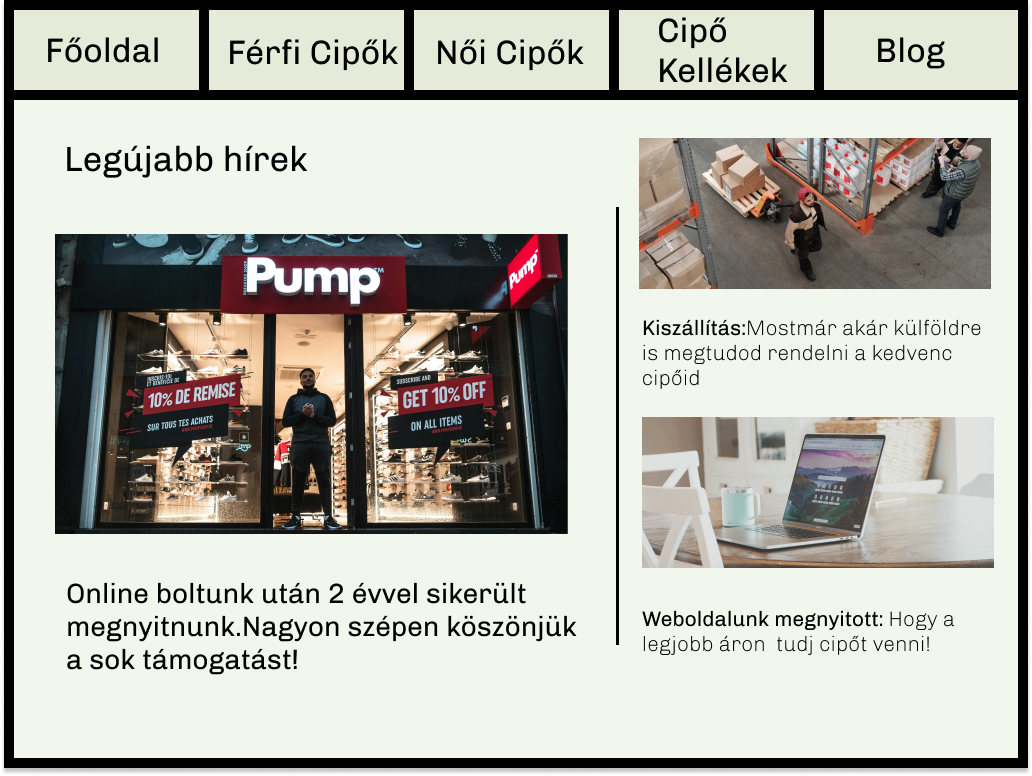 Főoldal
Férfi Cipők
Női Cipők
Cipő
Kellékek
Blog
Legújabb hírek
Pump
Pump
INSCRIS-TOI
ET BÉNÉFICIE DE
10% DE REMISE
SUR TOUS TES ACHATS
SUBSCRIBE AND
GET 10% OFF
ON ALL ITEMS
Online boltunk után 2 évvel sikerült
megnyitnunk.Nagyon szépen köszönjük
a sok támogatást!
Kiszállítás:Mostmár akár külföldre
is megtudod rendelni a kedvenc
cipőid
Weboldalunk megnyitott: Hogy a
legjobb áron tudj cipőt venni!